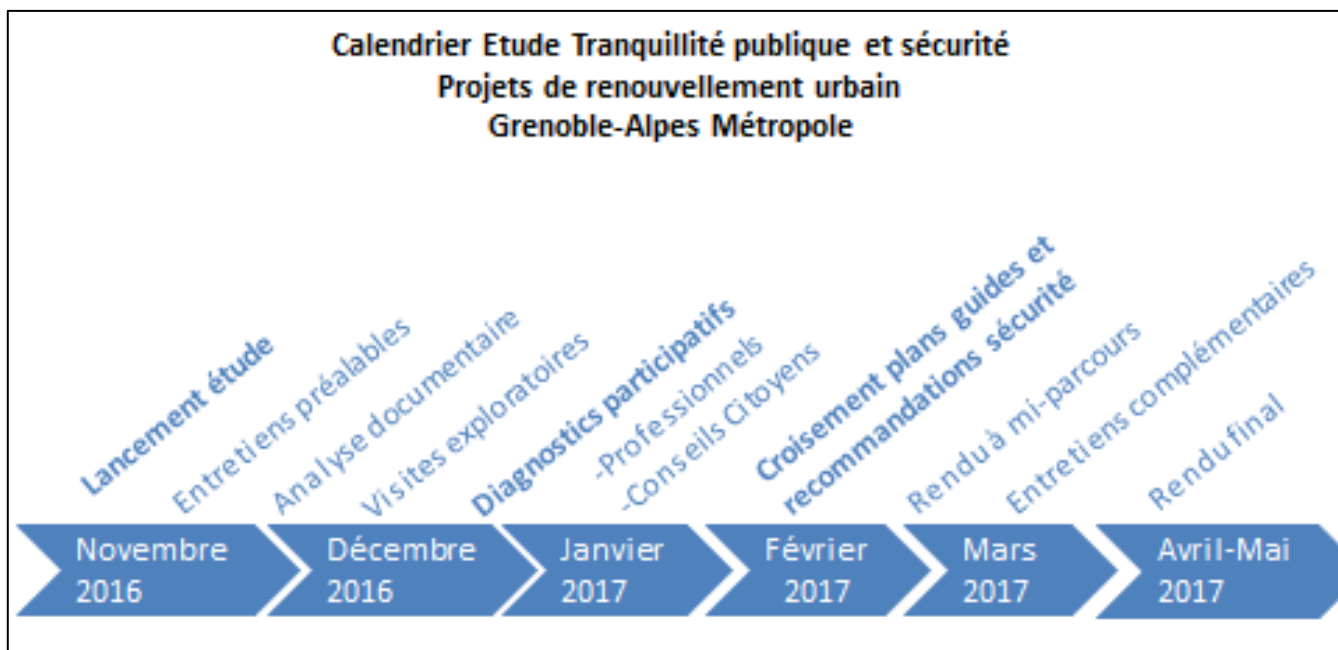 Calendrier Etude Tranquillité publique et sécurité
Projets de renouvellement urbain
Grenoble-Alpes Métropole
Lancement étude
Entretiens préalables
Analyse documentaire
Visites exploratoires
Diagnostics participatifs
-Professionnels
-Conseils Citoyens
Croisement plans guides et
recommandations sécurité
Rendu à mi-parcours
Entretiens complémentaires
Rendu final
Novembre
2016
Décembre
2016
Janvier
2017
Février
2017
Mars
2017
Avril-Mai
2017